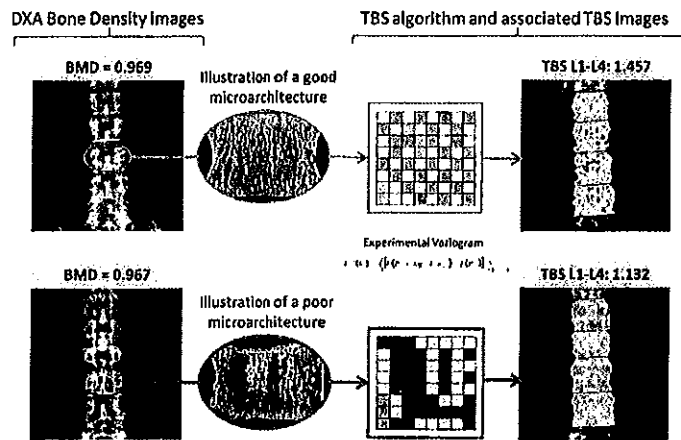 DXA Bone Density Images
TBS algorithm and associated TBS Images
BMD = 0.969
Illustration of a good
microarchitecture
TBS L1-L4: 1.457
Experimental Variogram
BMD = 0.967
Illustration of a poor
microarchitecture
TBS L1-L4: 1.132